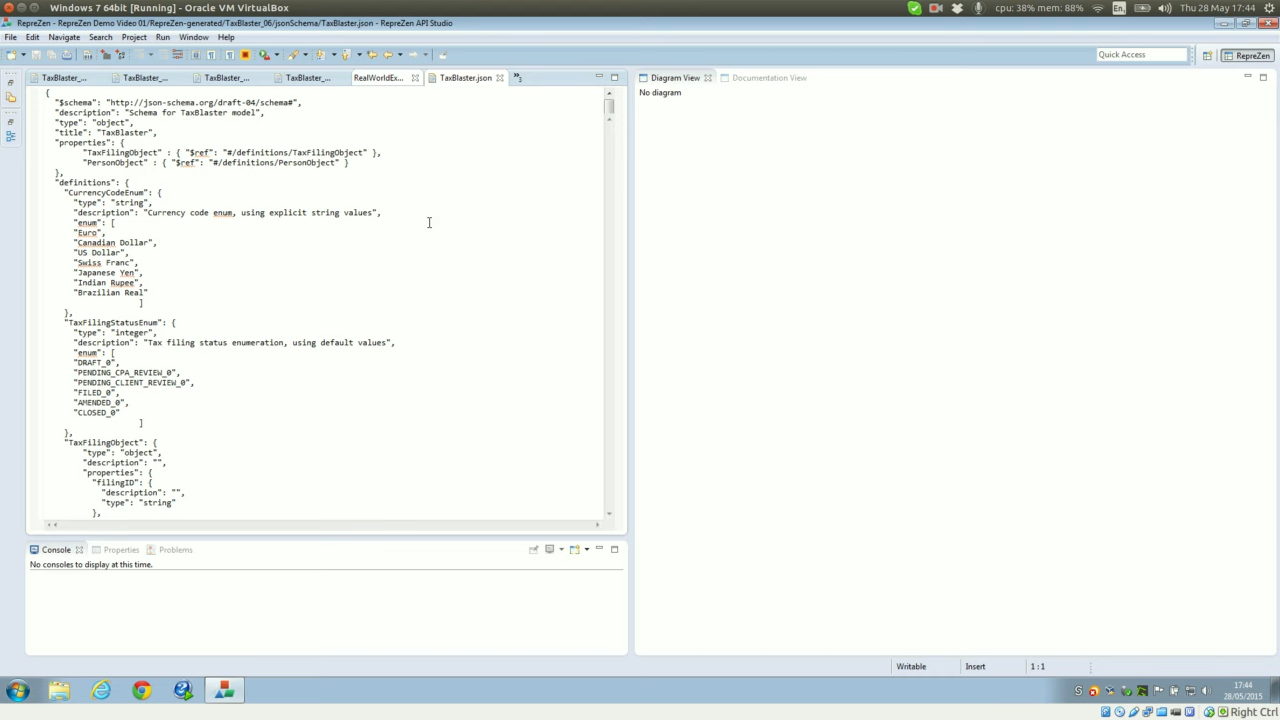 Windows 7 64bit [Running] - Oracle VM VirtualBox
cpu: 38% mem: 88%
En
Thu 28 May 17:44
RepreZen - RepreZen Demo Video 01/RepreZen-generated/TaxBlaster_06/jsonSchema/TaxBlaster.json - RepreZen API Studio
File Edit Navigate Search Project Run Window Help
Quick Access
RepreZen
TaxBlaster_... TaxBlaster_... TaxBlaster_... TaxBlaster_... RealWorldEx... TaxBlaster.json »3
Diagram View Documentation View
No diagram
{
"$schema": "http://json-schema.org/draft-04/schema#",
"description": "Schema for TaxBlaster model",
"type": "object",
"title": "TaxBlaster",
"properties": {
"TaxFilingObject" : { "$ref": "#/definitions/TaxFilingObject" },
"PersonObject" : { "$ref": "#/definitions/PersonObject" }
},
"definitions": {
"CurrencyCodeEnum": {
"type": "string",
"description": "Currency code enum, using explicit string values",
"enum": [
"Euro",
"Canadian Dollar",
"US Dollar",
"Swiss Franc",
"Japanese Yen",
"Indian Rupee",
"Brazilian Real"
]
},
"TaxFilingStatusEnum": {
"type": "integer",
"description": "Tax filing status enumeration, using default values",
"enum": [
"DRAFT_0",
"PENDING_CPA_REVIEW_0",
"PENDING_CLIENT_REVIEW_0",
"FILED_0",
"AMENDED_0",
"CLOSED_0"
]
},
"TaxFilingObject": {
"type": "object",
"description": "",
"properties": {
"filingID": {
"description": "",
"type": "string"
},
Console Properties Problems
No consoles to display at this time.
Writable Insert 1 : 1
17:44
28/05/2015
Right Ctrl